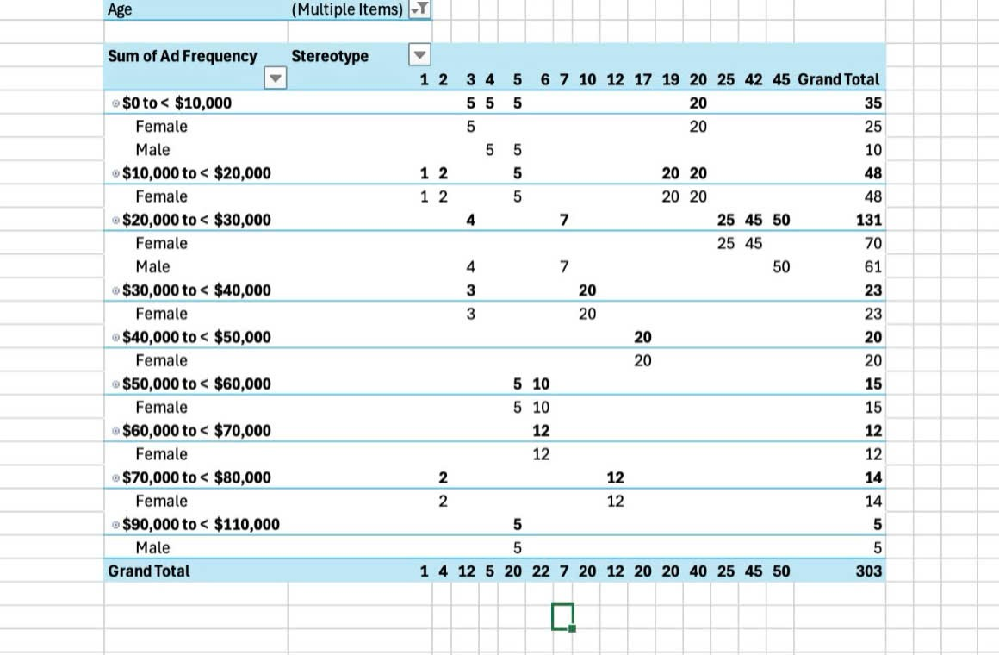 Age (Multiple Items)
Sum of Ad Frequency Stereotype
1 2 3 4 5 6 7 10 12 17 19 20 25 42 45 Grand Total
$0 to < $10,000 5 5 5 20 35
Female 5 20 25
Male 5 5 10
$10,000 to < $20,000 1 2 5 20 20 48
Female 1 2 5 20 20 48
$20,000 to < $30,000 4 7 25 45 50 131
Female 25 45 70
Male 4 7 50 61
$30,000 to < $40,000 3 20 23
Female 3 20 23
$40,000 to < $50,000 20 20
Female 20 20
$50,000 to < $60,000 5 10 15
Female 5 10 15
$60,000 to < $70,000 12 12
Female 12 12
$70,000 to < $80,000 2 12 14
Female 2 12 14
$90,000 to < $110,000 5 5
Male 5 5
Grand Total 1 4 12 5 20 22 7 20 12 20 20 40 25 45 50 303